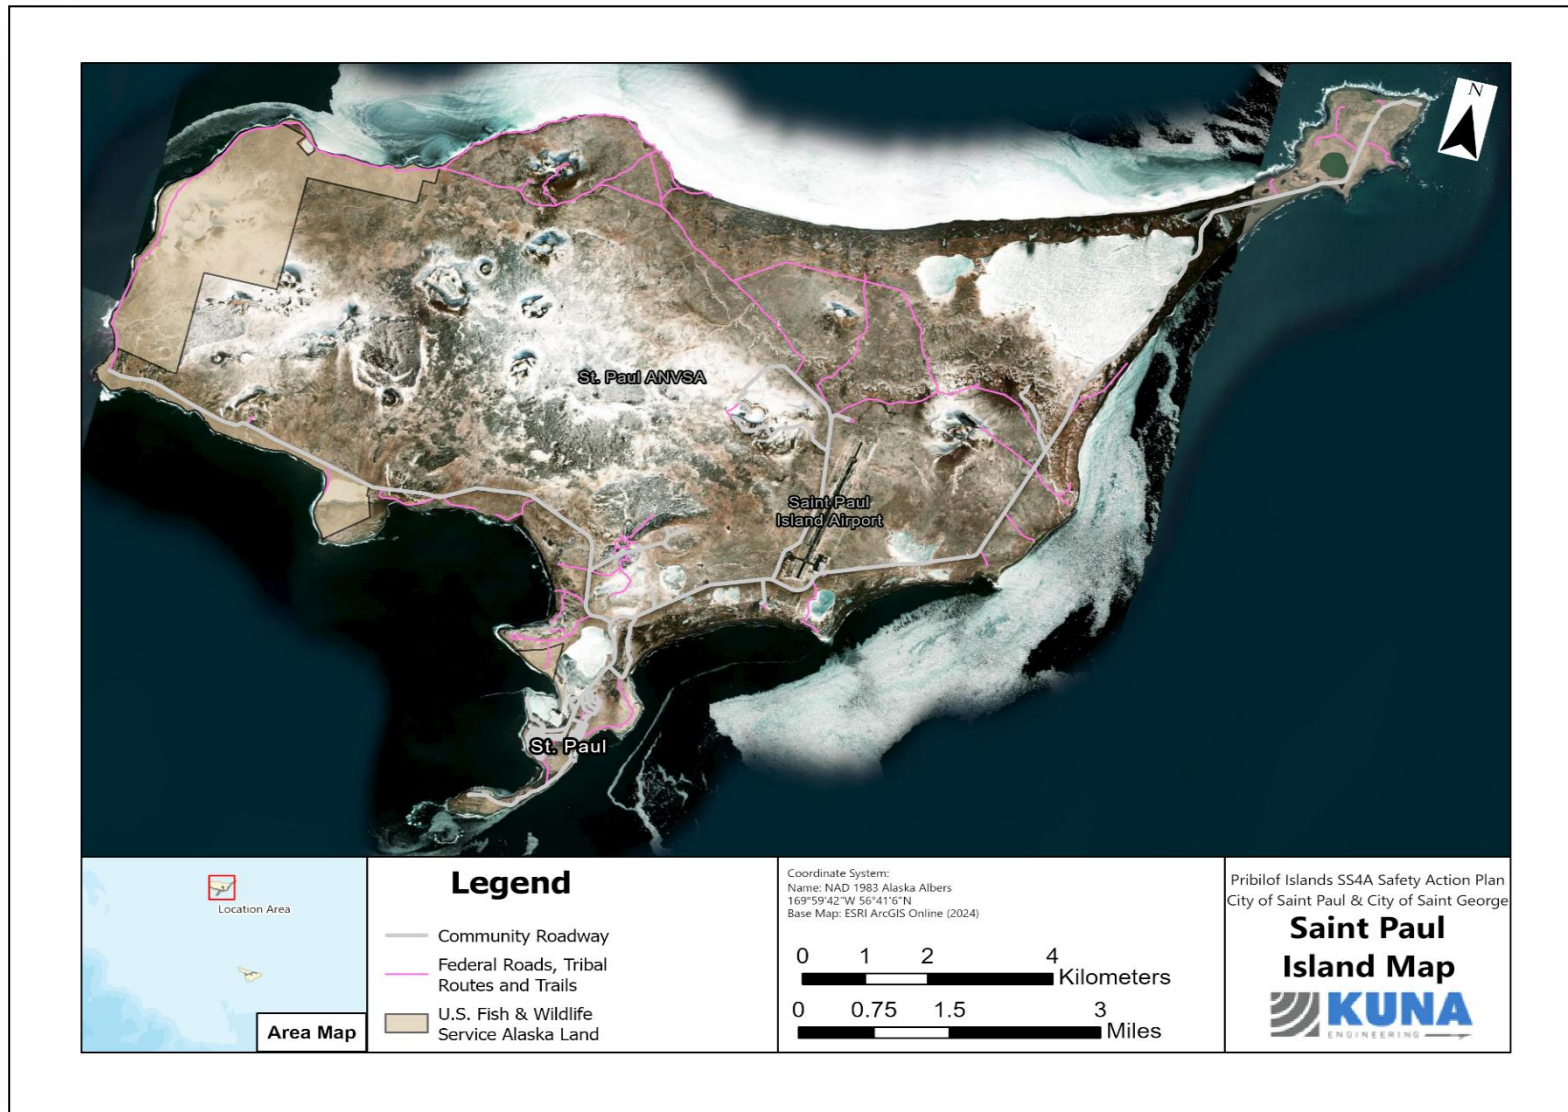 N
St. Paul ANVSA
Saint Paul
Island Airport
St. Paul
Location Area
Area Map
Legend
Community Roadway
Federal Roads, Tribal
Routes and Trails
U.S. Fish & Wildlife
Service Alaska Land
Coordinate System:
Name: NAD 1983 Alaska Albers
169°59'42"W 56°41'6"N
Base Map: ESRI ArcGIS Online (2024)
0 1 2 4
Kilometers
0 0.75 1.5 3
Miles
Pribilof Islands SS4A Safety Action Plan
City of Saint Paul & City of Saint George
Saint Paul
Island Map
KUNA
ENGINEERING